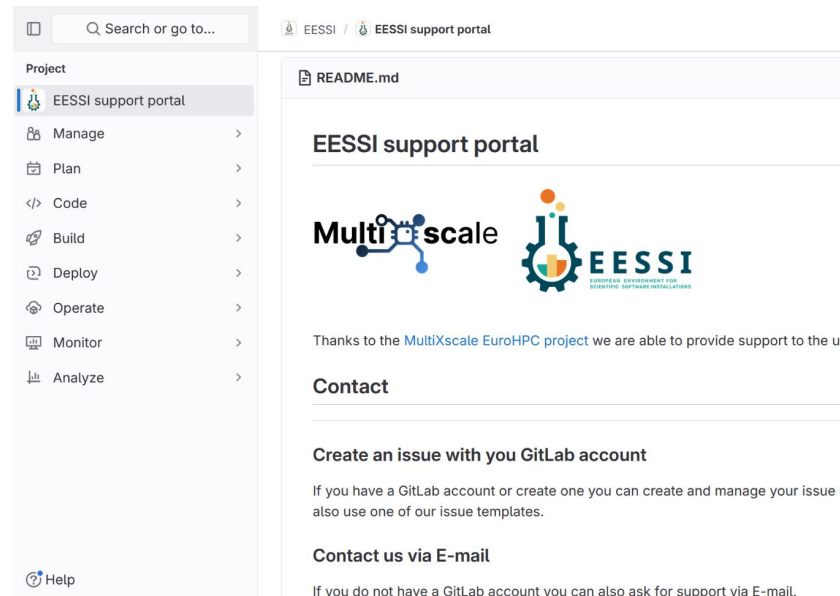 Search or go to...
EESSI / EESSI support portal
Project
EESSI support portal
Manage
Plan
Code
Build
Deploy
Operate
Monitor
Analyze
Help
README.md
EESSI support portal
Multi scale
EESSI
EUROPEAN ENVIRONMENT FOR
SCIENTIFIC SOFTWARE INSTALLATIONS
Thanks to the MultiXscale EuroHPC project we are able to provide support to the u
Contact
Create an issue with you GitLab account
If you have a GitLab account or create one you can create and manage your issue
also use one of our issue templates.
Contact us via E-mail
If you do not have a GitLab account you can also ask for support via E-mail.